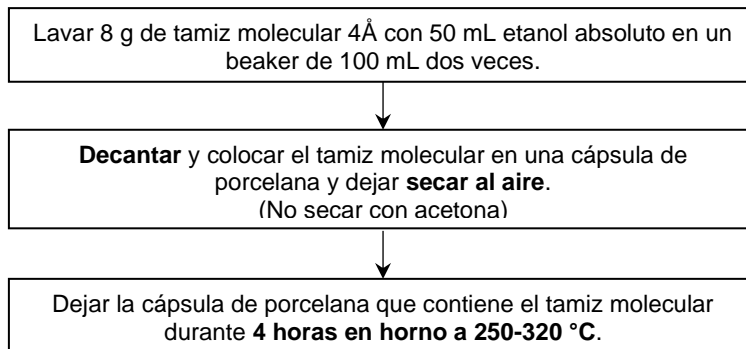 Lavar 8 g de tamiz molecular 4Å con 50 mL etanol absoluto en un
beaker de 100 mL dos veces.
Decantar y colocar el tamiz molecular en una cápsula de
porcelana y dejar secar al aire.
(No secar con acetona)
Dejar la cápsula de porcelana que contiene el tamiz molecular
durante 4 horas en horno a 250-320 °C.